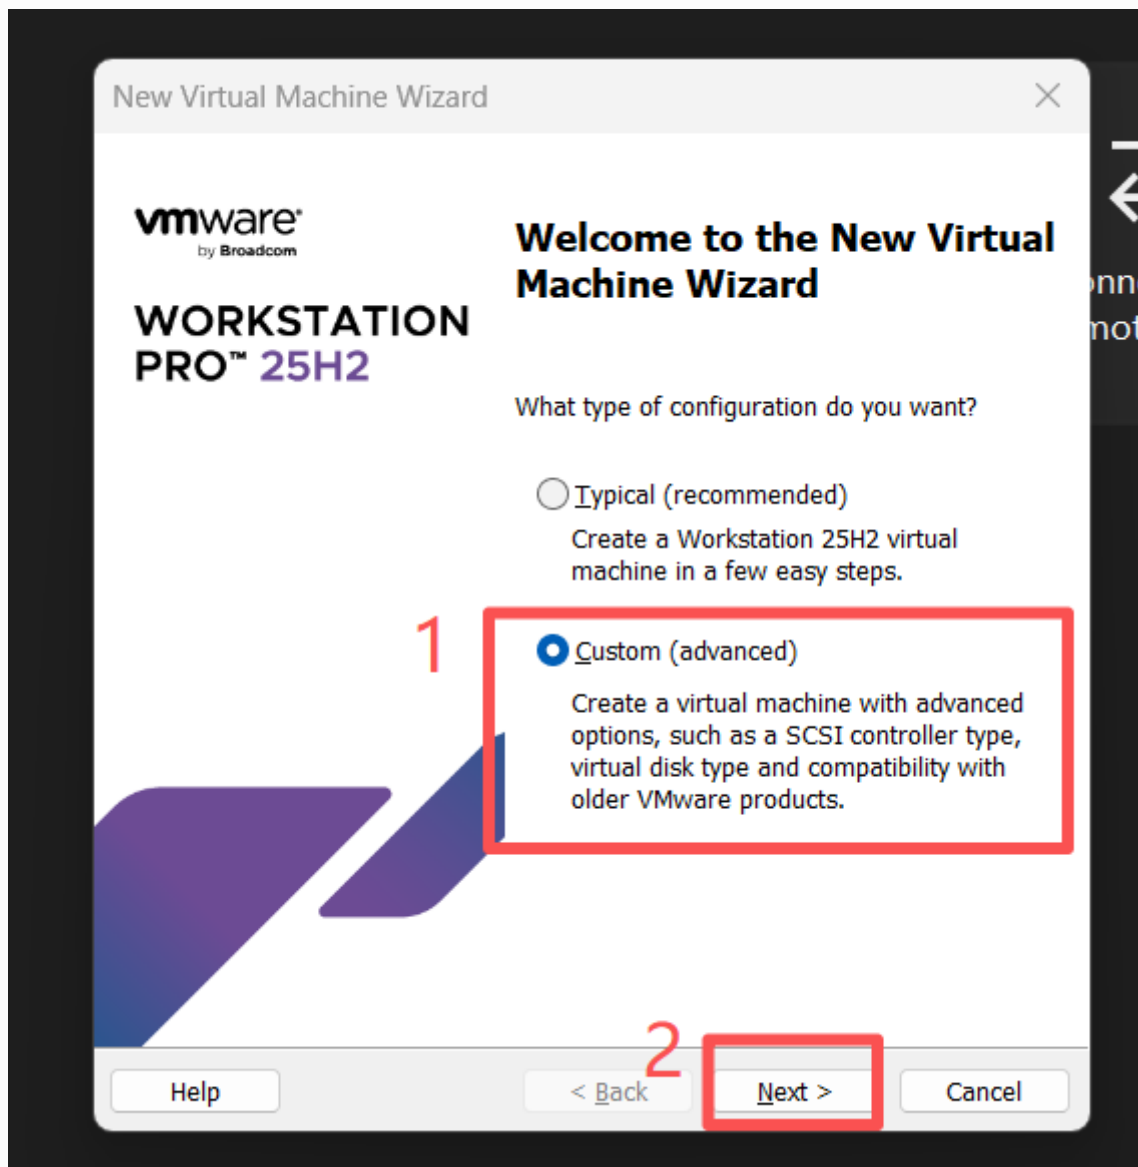 New Virtual Machine Wizard
vmware
by Broadcom
WORKSTATION
PRO™ 25H2
Welcome to the New Virtual
Machine Wizard
What type of configuration do you want?
Typical (recommended)
Create a Workstation 25H2 virtual
machine in a few easy steps.
1
Custom (advanced)
Create a virtual machine with advanced
options, such as a SCSI controller type,
virtual disk type and compatibility with
older VMware products.
2
Help
< Back
Next >
Cancel